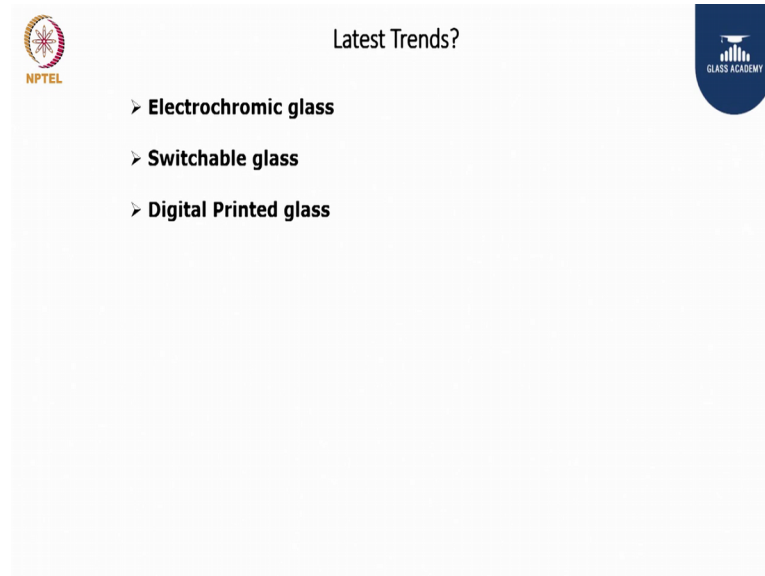 Latest Trends?
NPTEL
GLASS ACADEMY
➢ Electrochromic glass
➢ Switchable glass
➢ Digital Printed glass